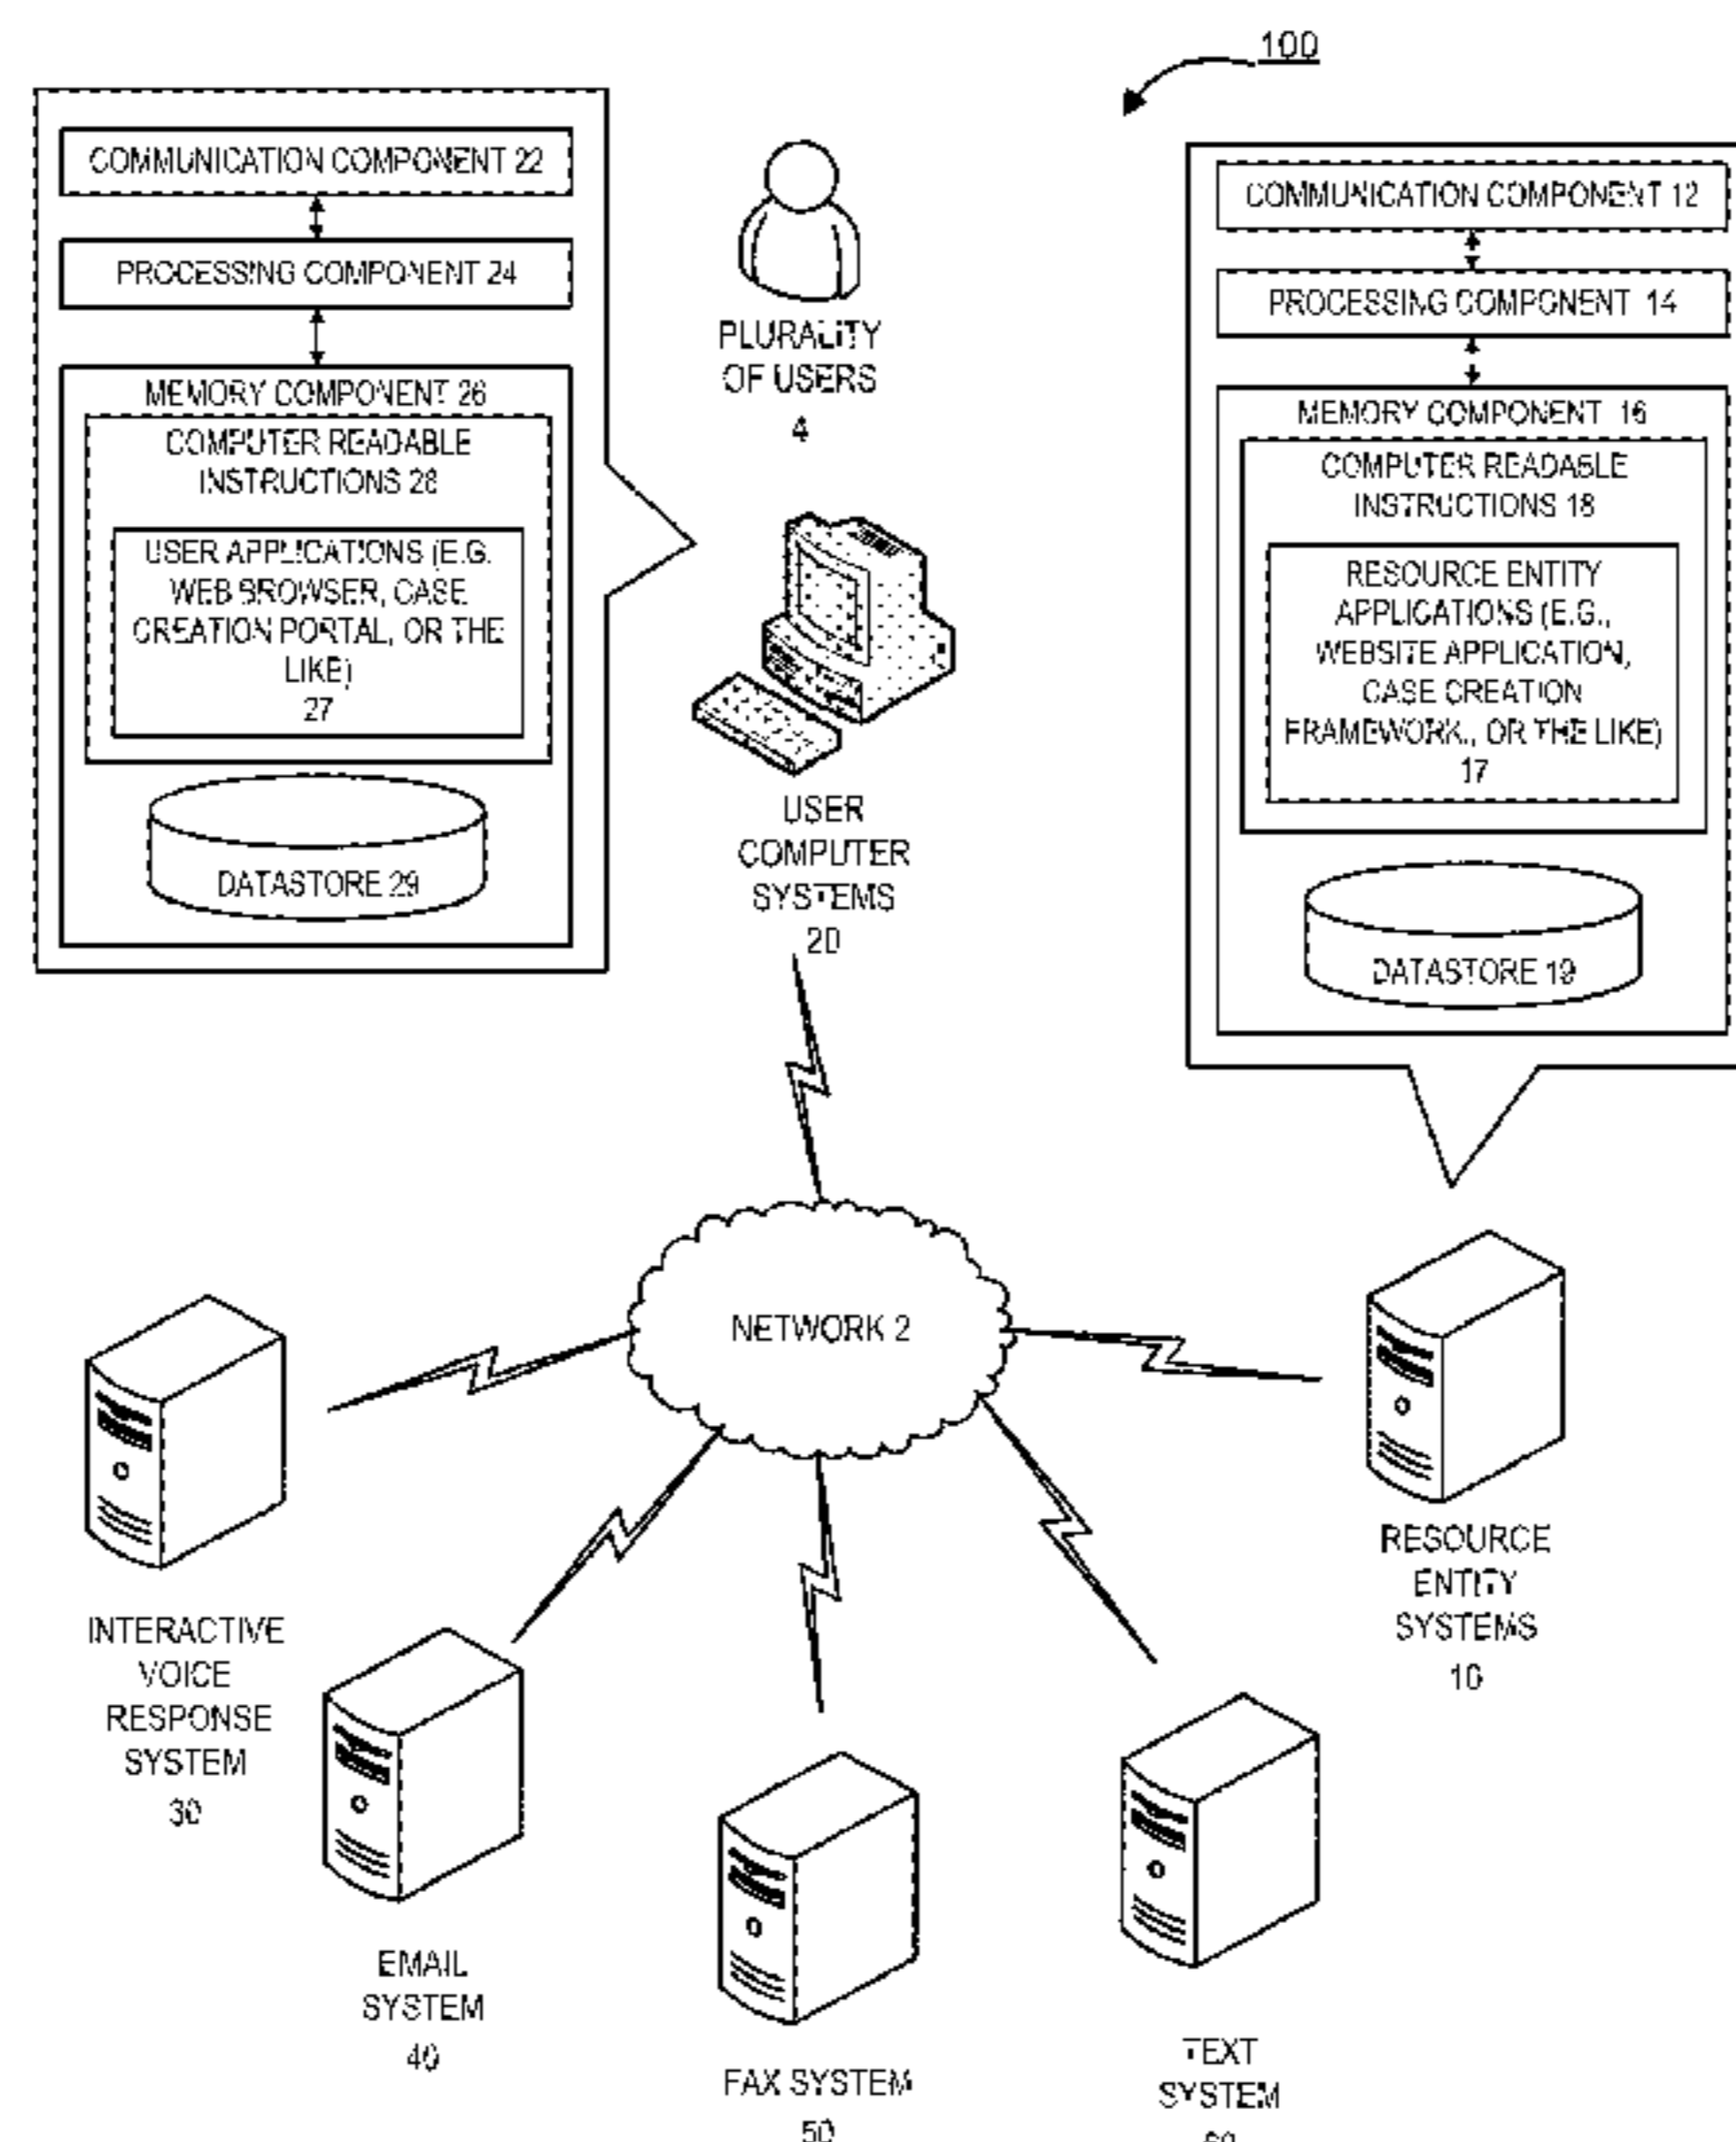 100
COMMUNICATION COMPONENT 22
PROCESSING COMPONENT 24
MEMORY COMPONENT 26
COMPUTER READABLE
INSTRUCTIONS 28
USER APPLICATIONS (E.G.
WEB BROWSER, CASE
CREATION PORTAL, OR THE
LIKE)
27
DATASTORE 29
PLURALITY
OF USERS
4
USER
COMPUTER
SYSTEMS
20
COMMUNICATION COMPONENT 12
PROCESSING COMPONENT 14
MEMORY COMPONENT 16
COMPUTER READABLE
INSTRUCTIONS 18
RESOURCE ENTITY
APPLICATIONS (E.G.,
WEBSITE APPLICATION,
CASE CREATION
FRAMEWORK., OR THE LIKE)
17
DATASTORE 19
NETWORK 2
RESOURCE
ENTITY
SYSTEMS
10
INTERACTIVE
VOICE
RESPONSE
SYSTEM
30
EMAIL
SYSTEM
40
FAX SYSTEM
50
TEXT
SYSTEM